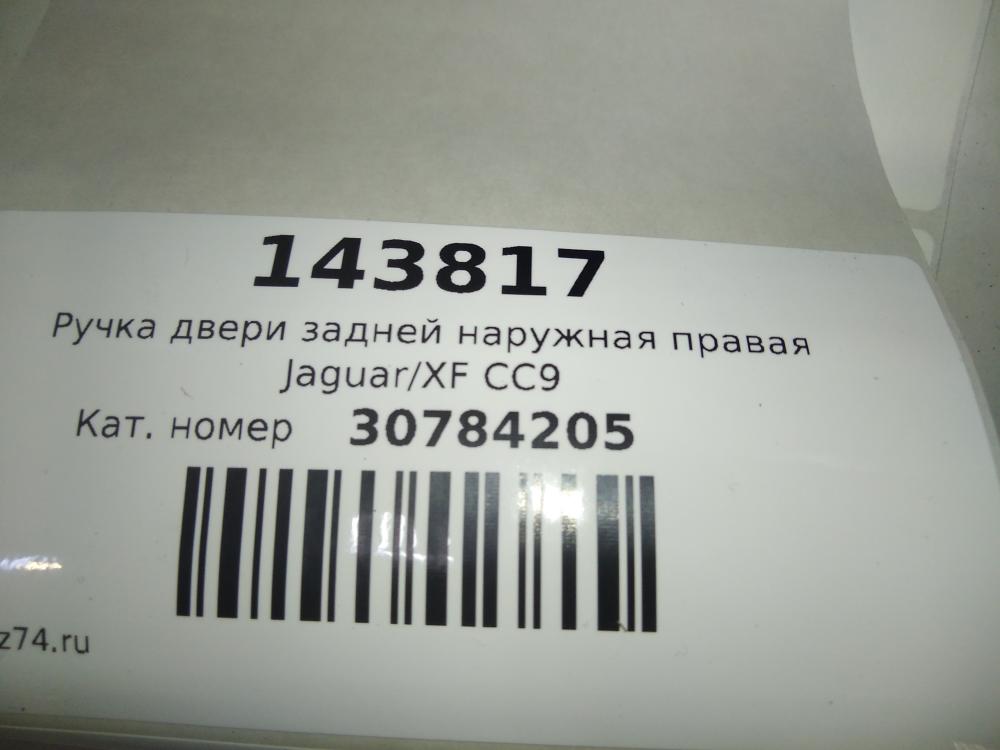 143817
Ручка двери задней наружная правая
Jaguar/XF CC9
Кат. номер 30784205
z74.ru